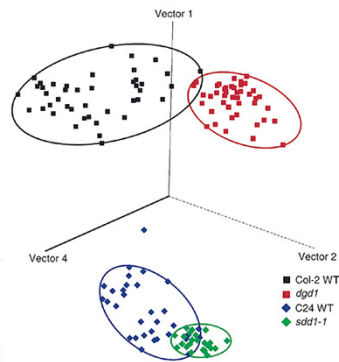 Vector 1
Vector 4
Vector 2
Col-2 WT
dgd1
C24 WT
sdd1-1